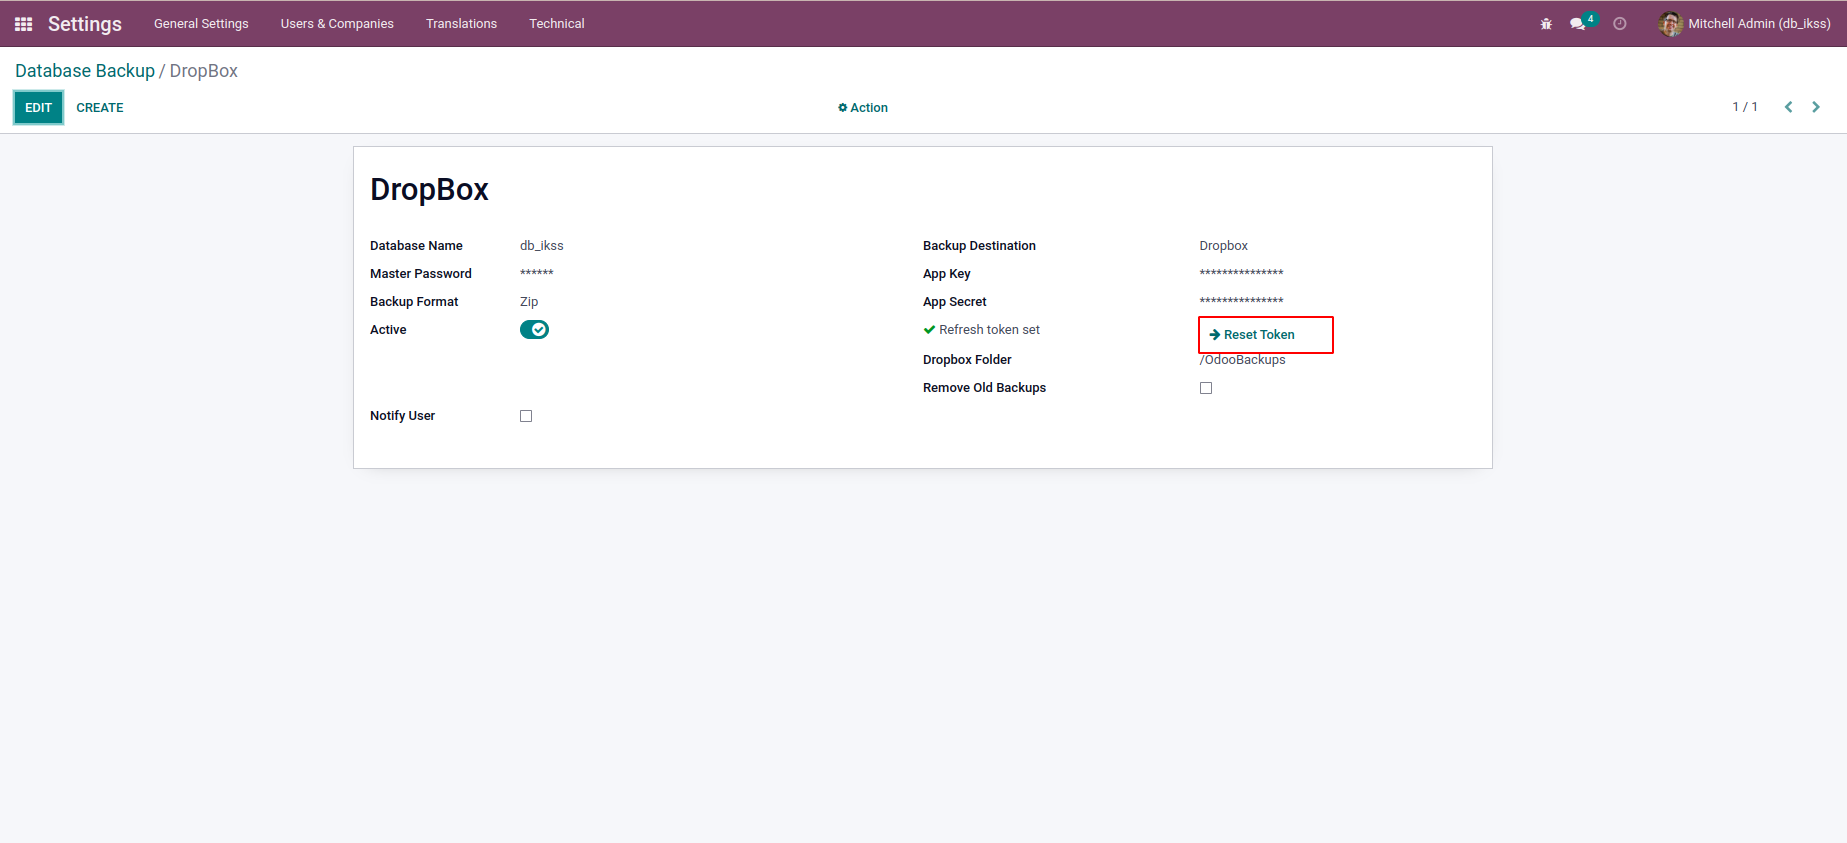 Settings General Settings Users & Companies Translations Technical 4 Mitchell Admin (db_ikss)
Database Backup / DropBox
EDIT CREATE Action 1 / 1
DropBox
Database Name db_ikss
Master Password ******
Backup Format Zip
Active
Notify User
Backup Destination Dropbox
App Key ***************
App Secret ***************
Refresh token set Reset Token
Dropbox Folder /OdooBackups
Remove Old Backups